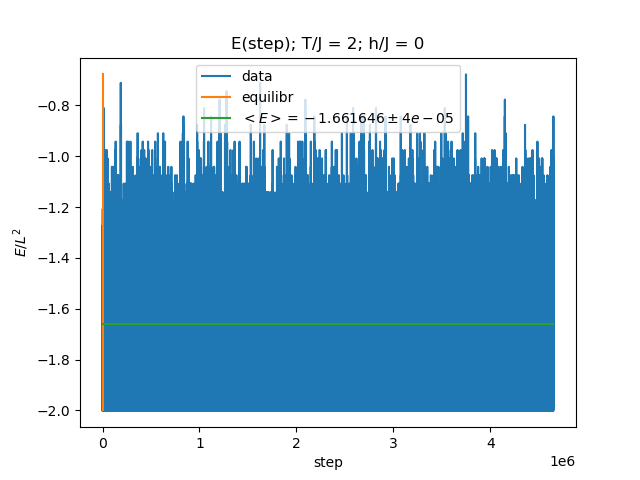 E(step); T/J = 2; h/J = 0
data
equilibr
< E > = −1.661646 ± 4e − 05
E/L²
−0.8
−1.0
−1.2
−1.4
−1.6
−1.8
−2.0
0 1 2 3 4
1e6
step